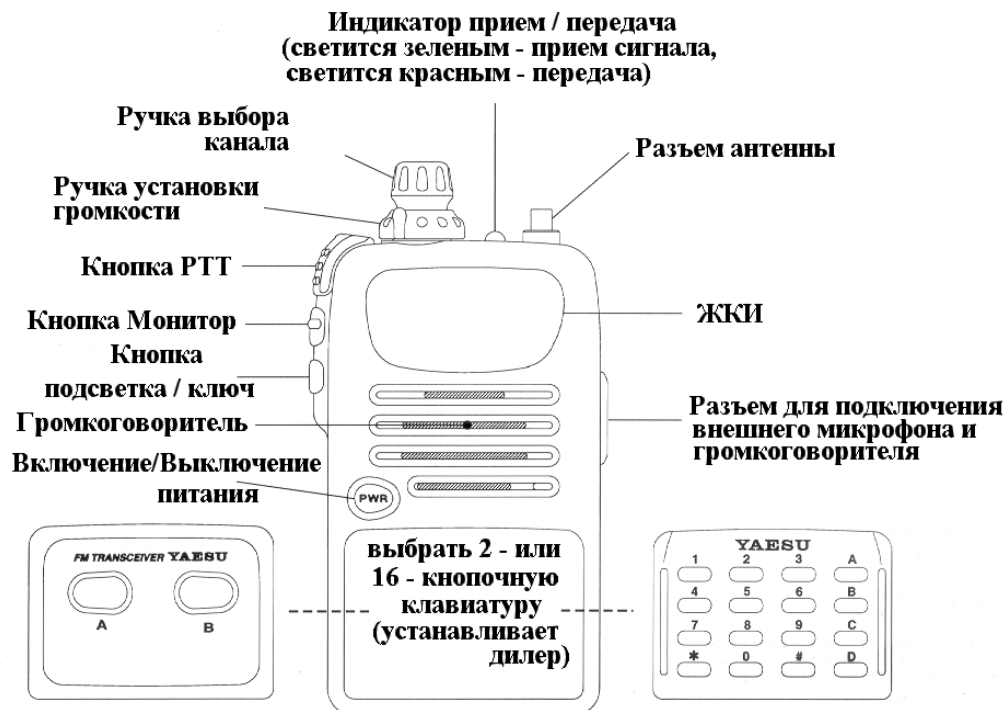 Индикатор прием / передача
(светится зеленым - прием сигнала,
светится красным - передача)
Ручка выбора
канала
Разъем антенны
Ручка установки
громкости
Кнопка РТТ
Кнопка Монитор
ЖКИ
Кнопка
подсветка / ключ
Громкоговоритель
Разъем для подключения
внешнего микрофона и
громкоговорителя
Включение/Выключение
питания
PWR
FM TRANSCEIVER YAESU
A B
выбрать 2 - или
16 - кнопочную
клавиатуру
(устанавливает
дилер)
YAESU
1 2 3 A
4 5 6 B
7 8 9 C
* 0 # D